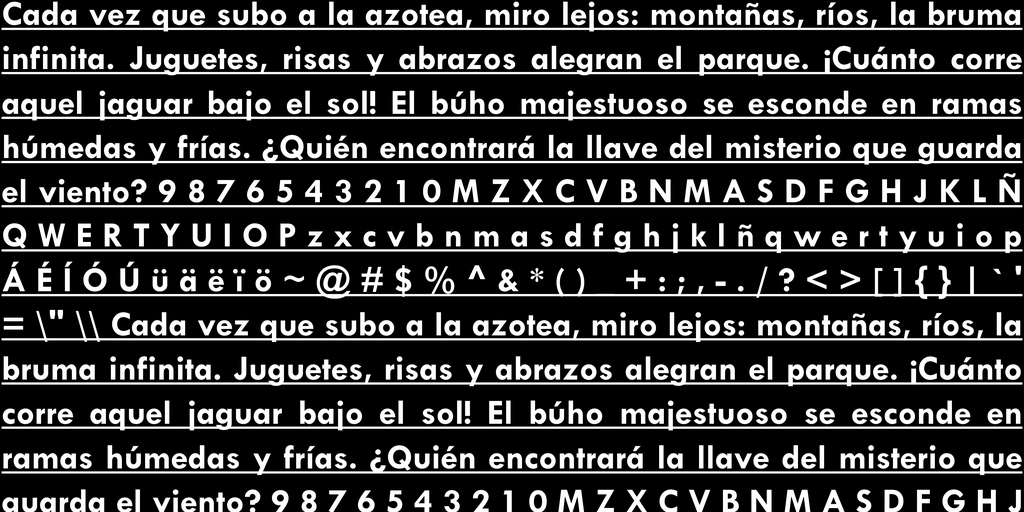 Cada vez que subo a la azotea, miro lejos: montañas, ríos, la bruma
infinita. Juguetes, risas y abrazos alegran el parque. ¡Cuánto corre
aquel jaguar bajo el sol! El búho majestuoso se esconde en ramas
húmedas y frías. ¿Quién encontrará la llave del misterio que guarda
el viento? 9 8 7 6 5 4 3 2 1 0 M Z X C V B N M A S D F G H J K L Ñ
Q W E R T Y U I O P z x c v b n m a s d f g h j k l ñ q w e r t y u i o p
Á É Í Ó Ú ü ä ë ï ö ~ @ # $ % ^ & * ( ) _ + : ; , - . / ? < > [ ] { } | ` '
= \" \\ Cada vez que subo a la azotea, miro lejos: montañas, ríos, la
bruma infinita. Juguetes, risas y abrazos alegran el parque. ¡Cuánto
corre aquel jaguar bajo el sol! El búho majestuoso se esconde en
ramas húmedas y frías. ¿Quién encontrará la llave del misterio que
guarda el viento? 9 8 7 6 5 4 3 2 1 0 M Z X C V B N M A S D F G H J